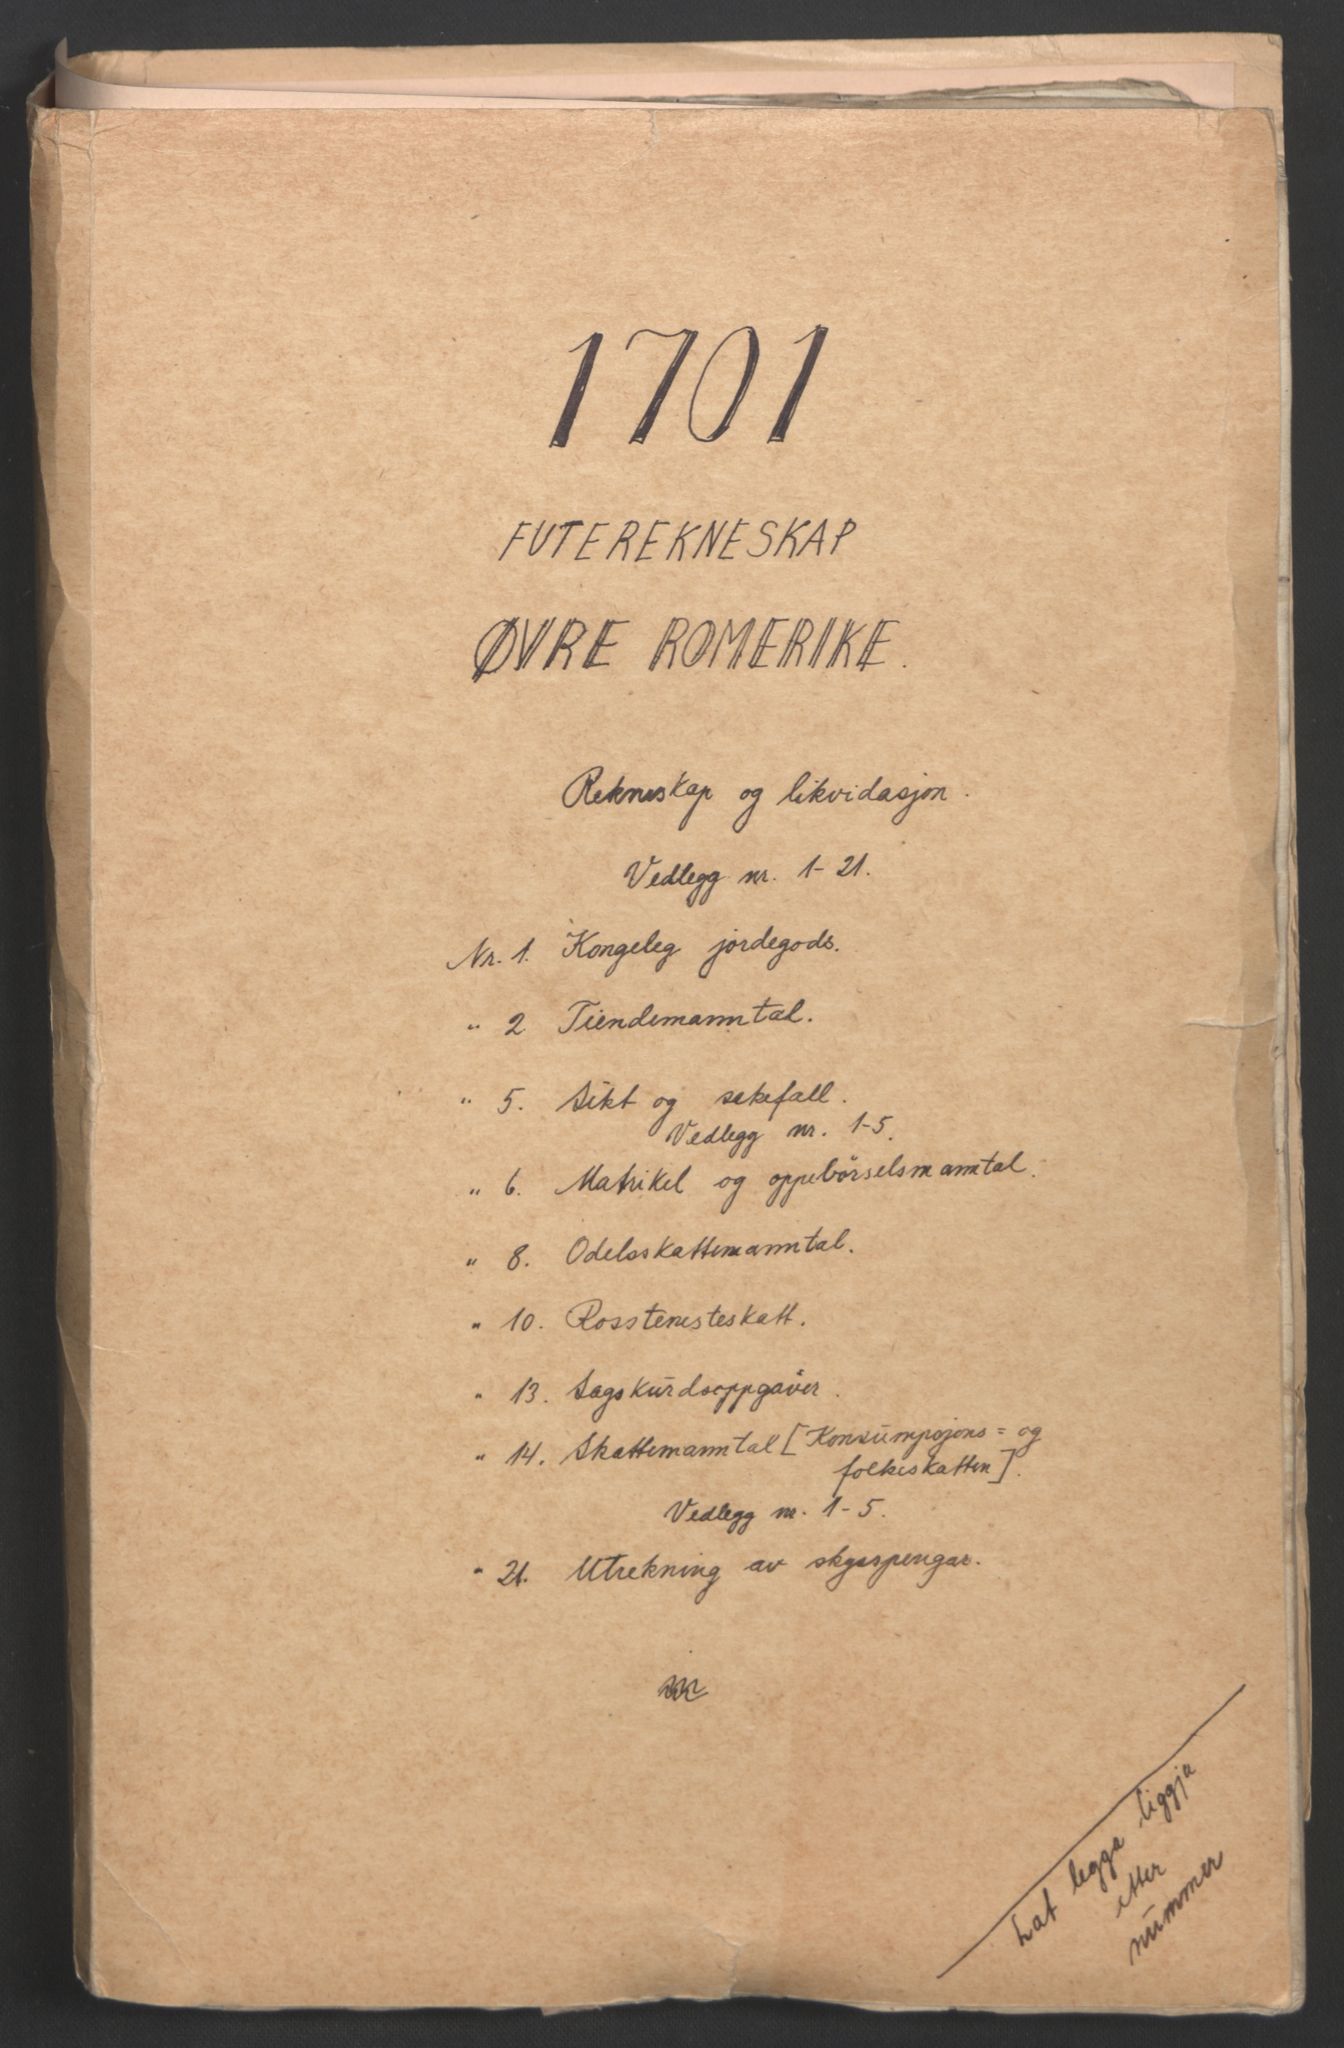 1701
FUTEREKNESKAP
ØVRE ROMERIKE.
Rekneskap og likvidasjon.
Vedlegg nr. 1-21.
Nr. 1. Kongeleg jordegods.
" 2 Tiendemanntal.
" 5. Sikt og sakefall.
Vedlegg nr. 1-5.
" 6. Matrikel og oppebörselsmanntal.
" 8. Odelsskattemanntal.
" 10. Rosstenesteskatt.
" 13. Sagskurdsoppgåver.
" 14. Skattemanntal [Konsumpsjons= og
folkeskatten].
Vedlegg nr. 1-5.
" 21. Utrekning av skysspengar.
Lat legga liggja
etter
nummer